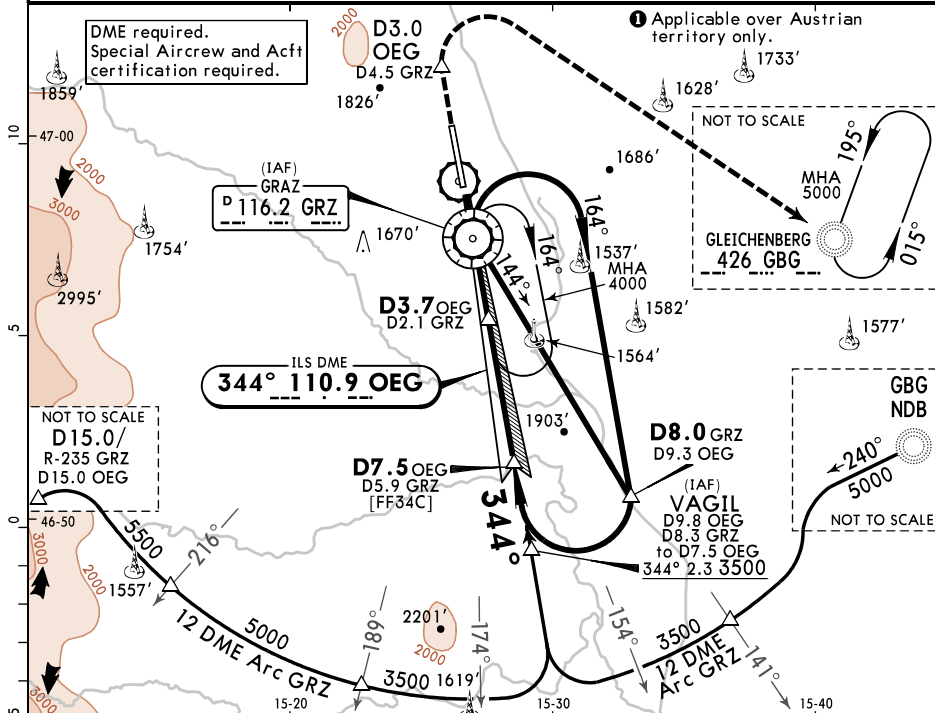 DME required.
Special Aircrew and Acft
certification required.
2000
D3.0
OEG
D4.5 GRZ
1826'
1 Applicable over Austrian
territory only.
1733'
1628'
1859'
10
47-00
2000
3000
1754'
2995'
(IAF)
GRAZ
D 116.2 GRZ
1670'
1686'
164°
164°
144°
1537'
MHA
4000
1582'
1564'
NOT TO SCALE
195°
MHA
5000
015°
GLEICHENBERG
426 GBG
1577'
D3.7 OEG
D2.1 GRZ
5
ILS DME
344° 110.9 OEG
1903'
NOT TO SCALE
D15.0/
R-235 GRZ
D15.0 OEG
D7.5 OEG
D5.9 GRZ
[FF34C]
344°
D8.0 GRZ
D9.3 OEG
(IAF)
VAGIL
D9.8 OEG
D8.3 GRZ
to D7.5 OEG
344° 2.3 3500
GBG
NDB
240°
5000
NOT TO SCALE
0
46-50
3000
2000
5500
216°
1557'
5000
12 DME Arc GRZ
189°
2201'
2000
174°
3500
1619'
154°
3500
12 DME
Arc GRZ
141°
3000
5
15-20
15-30
15-40